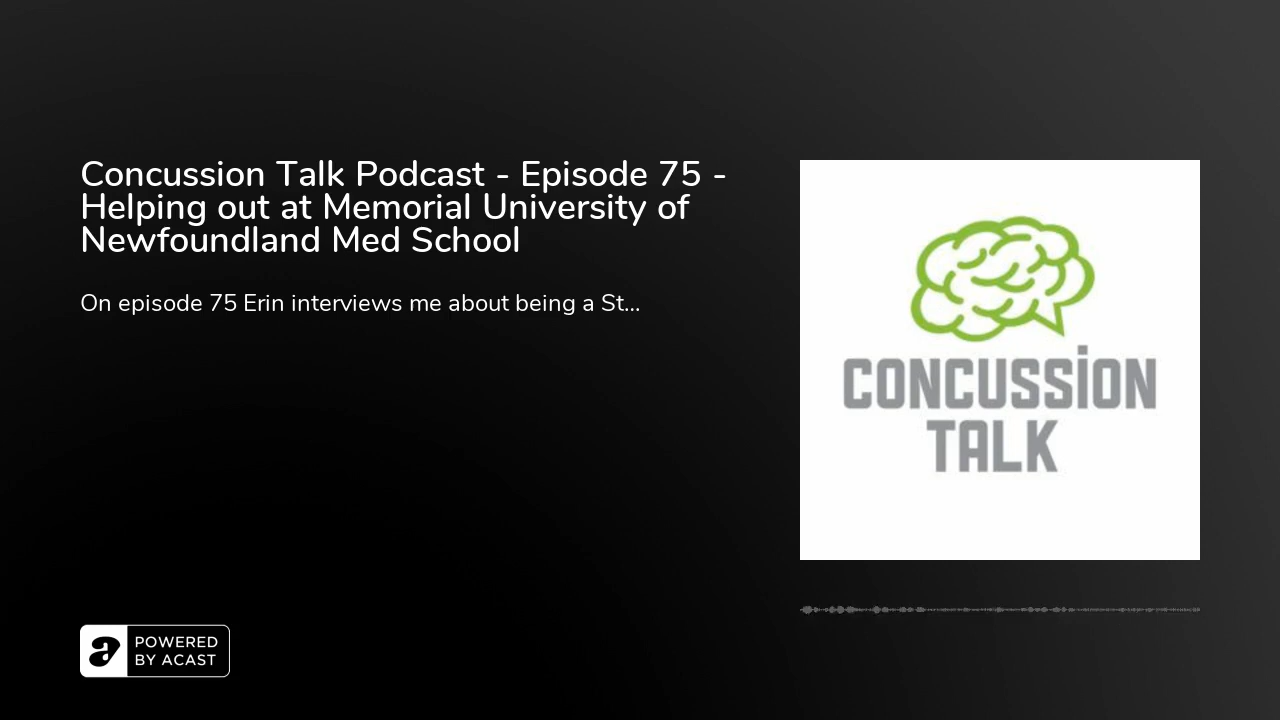 Concussion Talk Podcast - Episode 75 -
Helping out at Memorial University of
Newfoundland Med School
On episode 75 Erin interviews me about being a St...
CONCUSSiON
TALK
a POWERED
BY ACAST